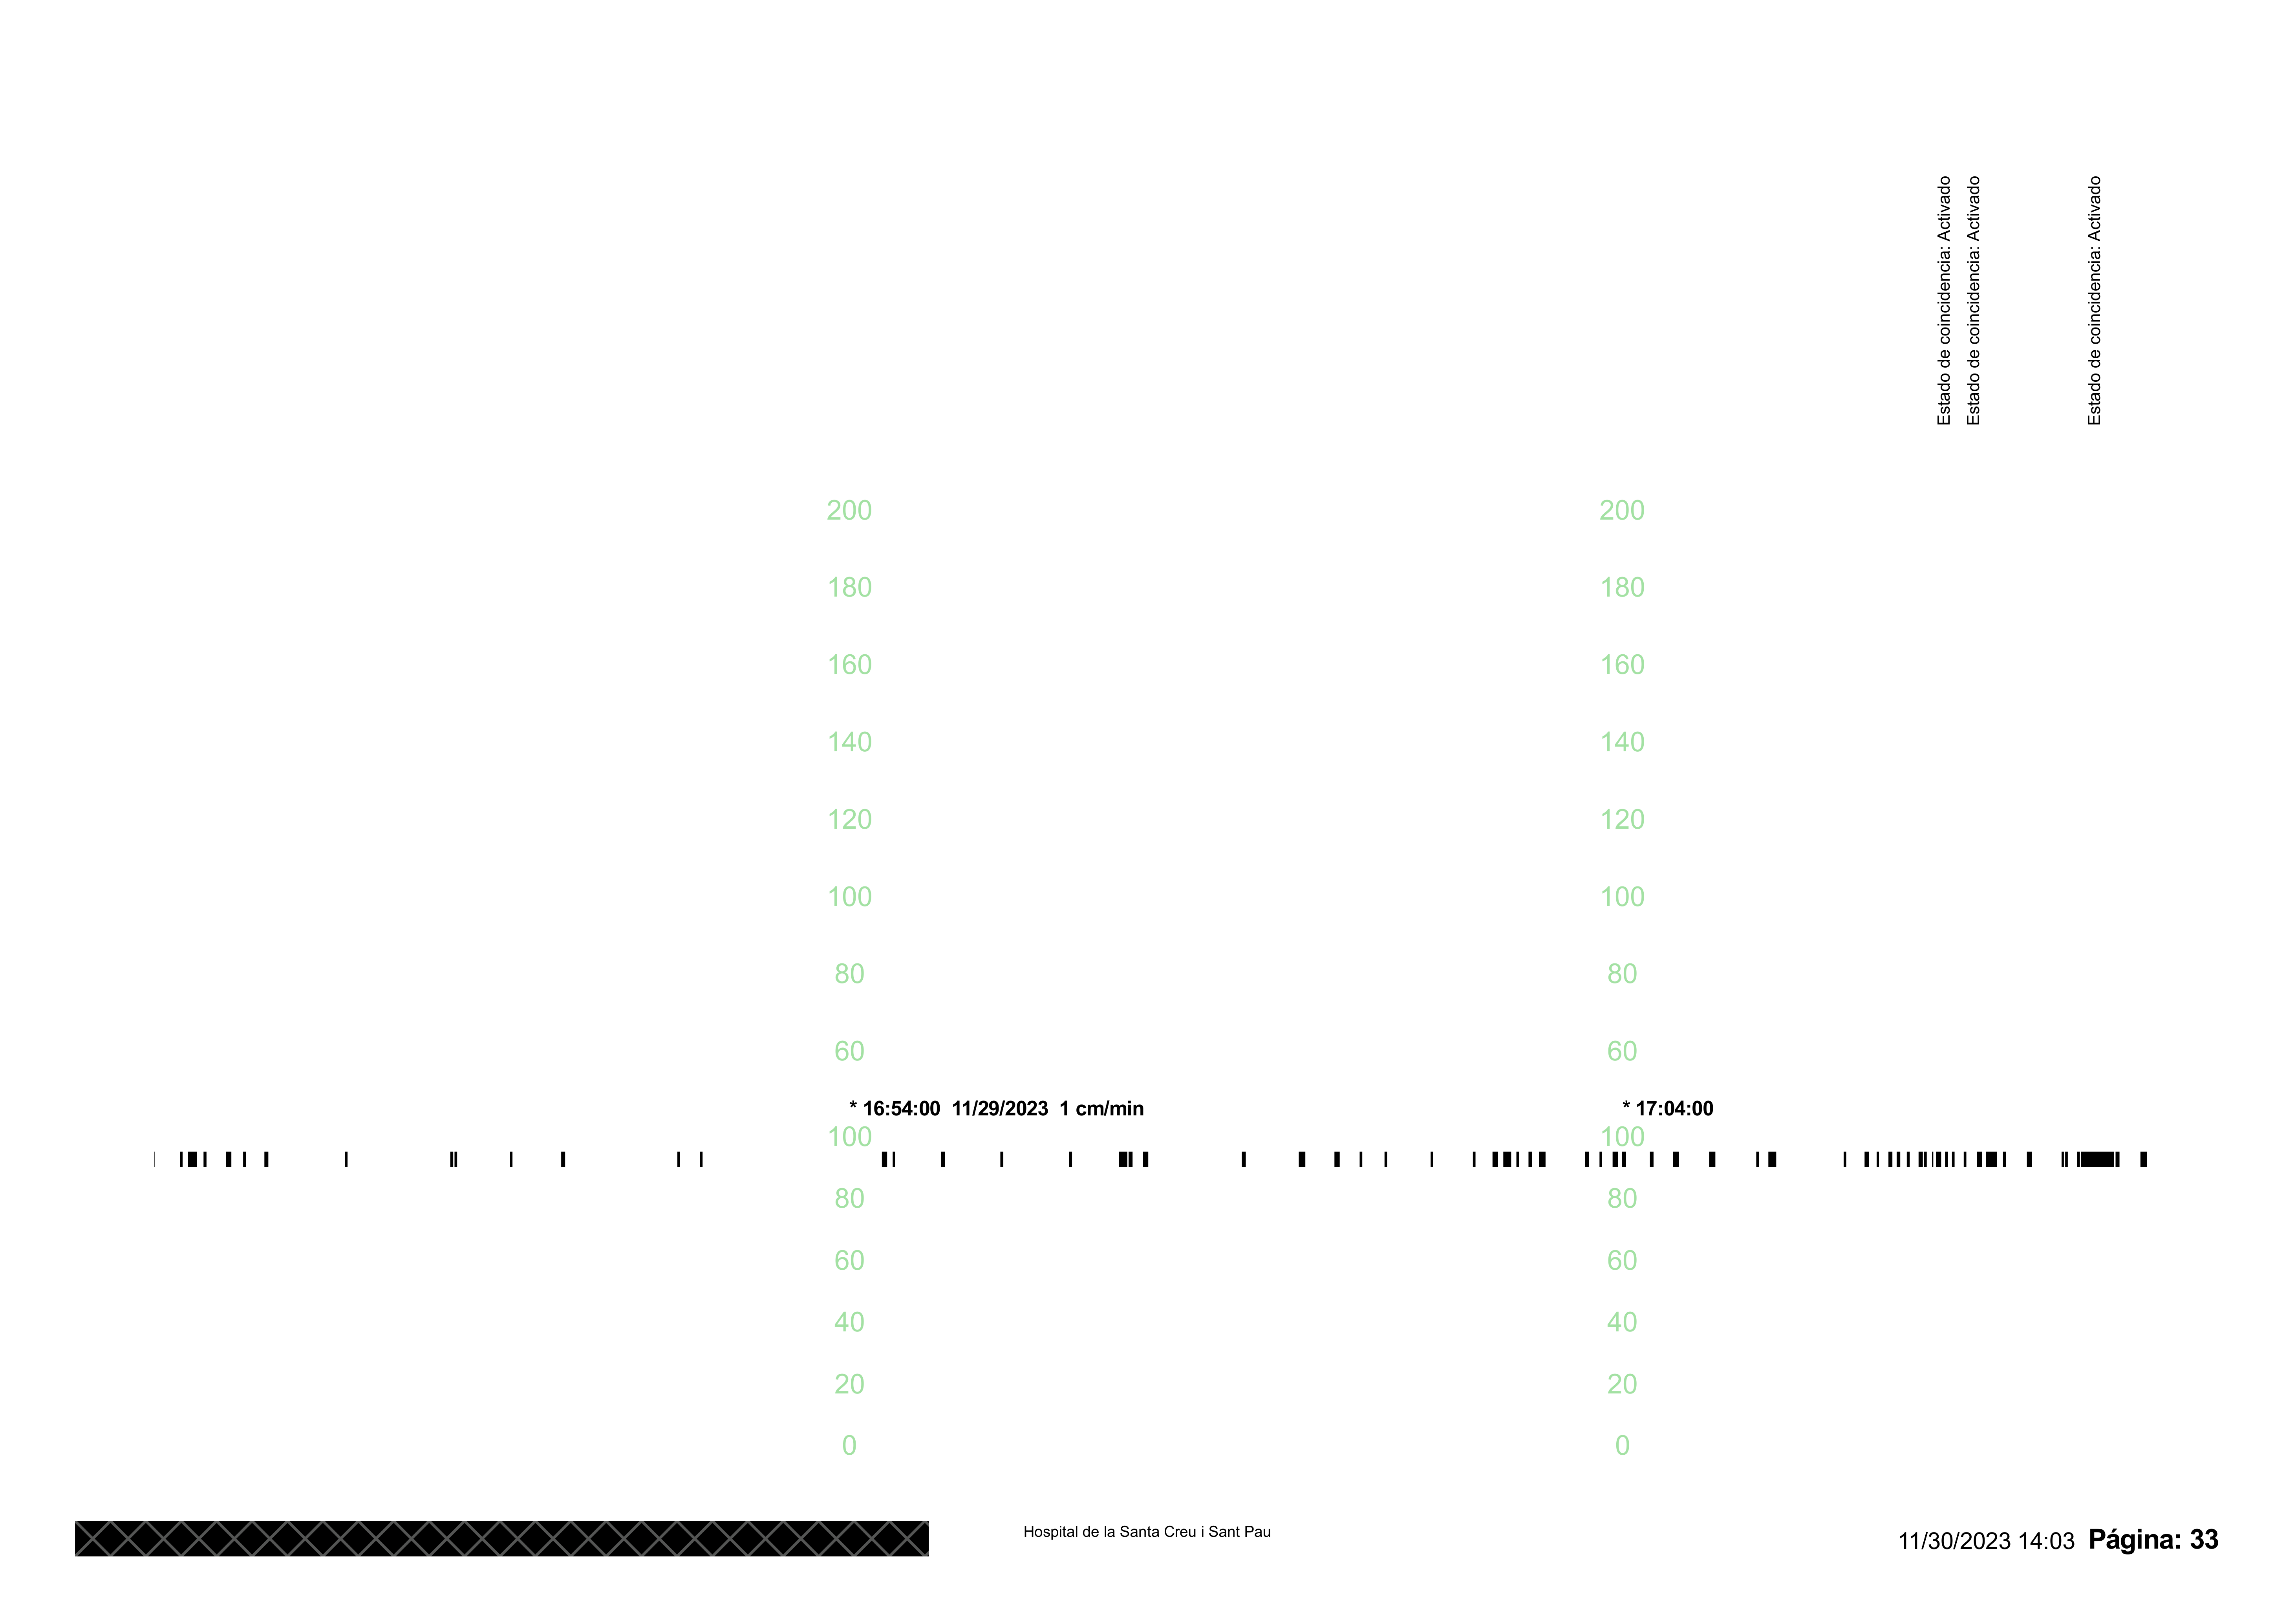 Estado de coincidencia: Activado
Estado de coincidencia: Activado
Estado de coincidencia: Activado
200 200
180 180
160 160
140 140
120 120
100 100
80 80
60 60
* 16:54:00 11/29/2023 1 cm/min * 17:04:00
100 100
80 80
60 60
40 40
20 20
0 0
Hospital de la Santa Creu i Sant Pau
11/30/2023 14:03 Página: 33